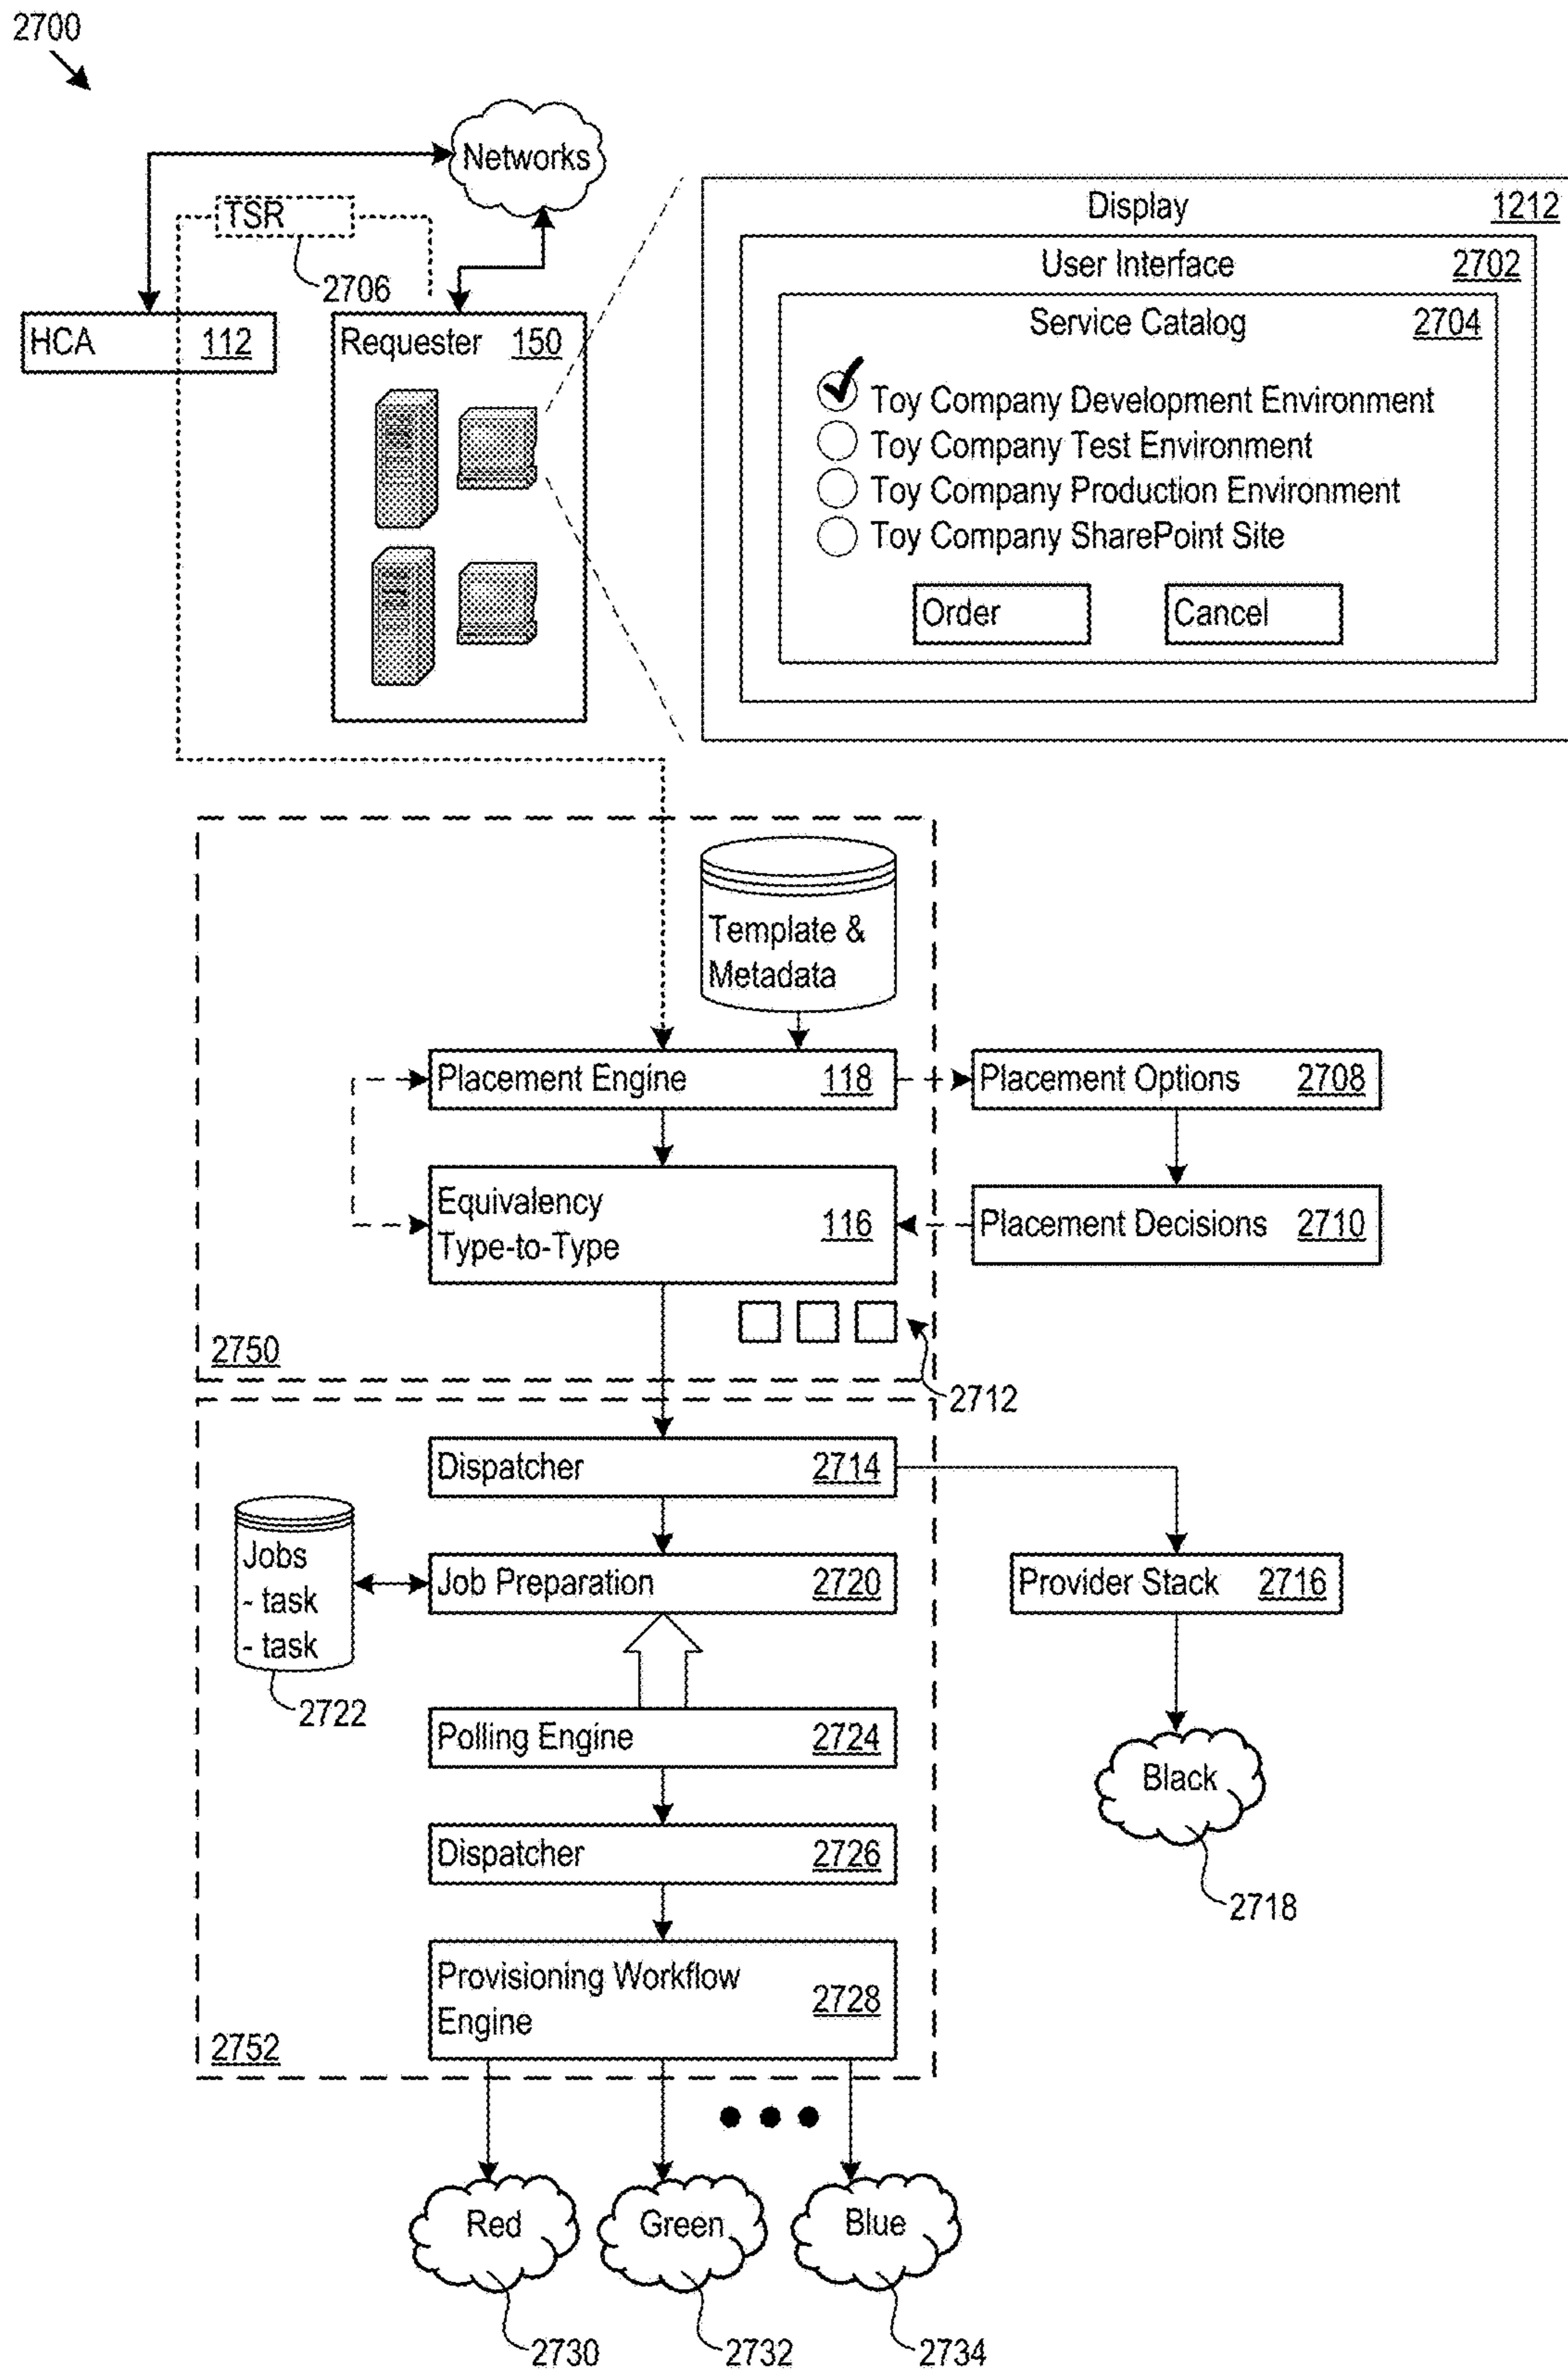 2700
Networks
TSR
2706
HCA 112
Requester 150
Display 1212
User Interface 2702
Service Catalog 2704
Toy Company Development Environment
Toy Company Test Environment
Toy Company Production Environment
Toy Company SharePoint Site
Order Cancel
Template &
Metadata
Placement Engine 118
Placement Options 2708
Equivalency
Type-to-Type
116
Placement Decisions 2710
2750
2712
Dispatcher 2714
Jobs
- task
- task
2722
Job Preparation 2720
Provider Stack 2716
Polling Engine 2724
Black
2718
Dispatcher 2726
Provisioning Workflow
Engine
2728
2752
Red
Green
Blue
2730
2732
2734